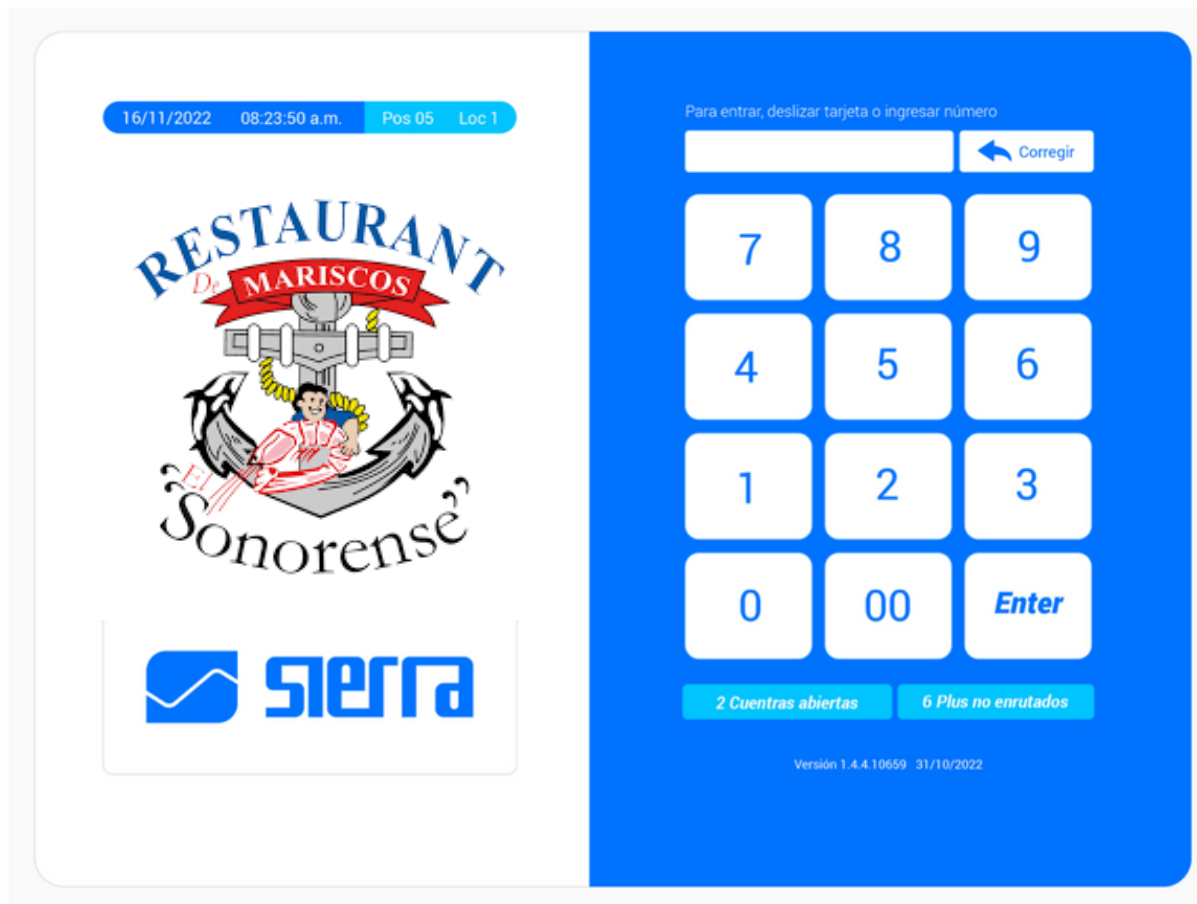 16/11/2022 08:23:50 a.m. Pos 05 Loc 1
RESTAURANT
De MARISCOS
"El
Sonorense"
sierra
Para entrar, deslizar tarjeta o ingresar número
Corregir
7 8 9
4 5 6
1 2 3
0 00 Enter
2 Cuentras abiertas 6 Plus no enrutados
Versión 1.4.4.10659 31/10/2022